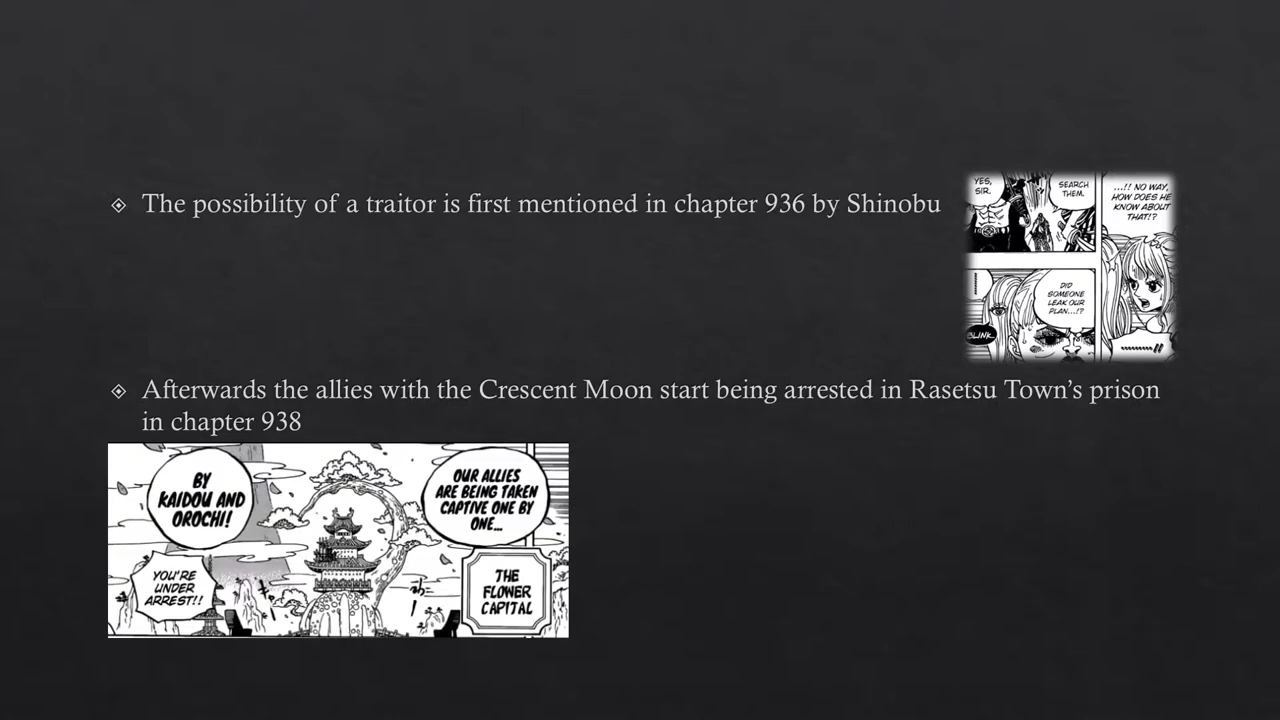 The possibility of a traitor is first mentioned in chapter 936 by Shinobu
YES,
SIR.
SEARCH
THEM.
...!! NO WAY,
HOW DOES HE
KNOW ABOUT
THAT!?
DID
SOMEONE
LEAK OUR
PLAN...!?
BLINK
Afterwards the allies with the Crescent Moon start being arrested in Rasetsu Town's prison
in chapter 938
OUR ALLIES
ARE BEING TAKEN
CAPTIVE ONE BY
ONE...
BY
KAIDOU AND
OROCHI!
THE
FLOWER
CAPITAL
YOU'RE
UNDER
ARREST!!